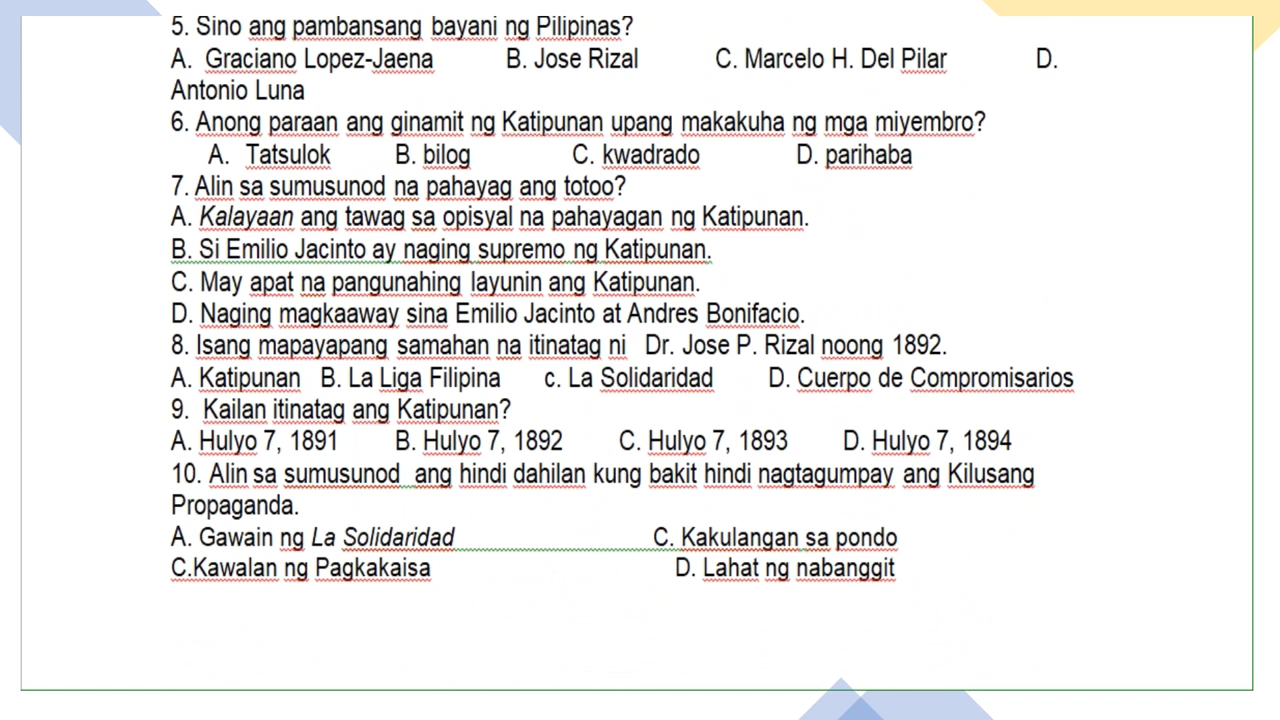 5. Sino ang pambansang bayani ng Pilipinas?
A. Graciano Lopez-Jaena B. Jose Rizal C. Marcelo H. Del Pilar D.
Antonio Luna
6. Anong paraan ang ginamit ng Katipunan upang makakuha ng mga miyembro?
A. Tatsulok B. bilog C. kwadrado D. parihaba
7. Alin sa sumusunod na pahayag ang totoo?
A. Kalayaan ang tawag sa opisyal na pahayagan ng Katipunan.
B. Si Emilio Jacinto ay naging supremo ng Katipunan.
C. May apat na pangunahing layunin ang Katipunan.
D. Naging magkaaway sina Emilio Jacinto at Andres Bonifacio.
8. Isang mapayapang samahan na itinatag ni Dr. Jose P. Rizal noong 1892.
A. Katipunan B. La Liga Filipina c. La Solidaridad D. Cuerpo de Compromisarios
9. Kailan itinatag ang Katipunan?
A. Hulyo 7, 1891 B. Hulyo 7, 1892 C. Hulyo 7, 1893 D. Hulyo 7, 1894
10. Alin sa sumusunod ang hindi dahilan kung bakit hindi nagtagumpay ang Kilusang
Propaganda.
A. Gawain ng La Solidaridad C. Kakulangan sa pondo
C.Kawalan ng Pagkakaisa D. Lahat ng nabanggit